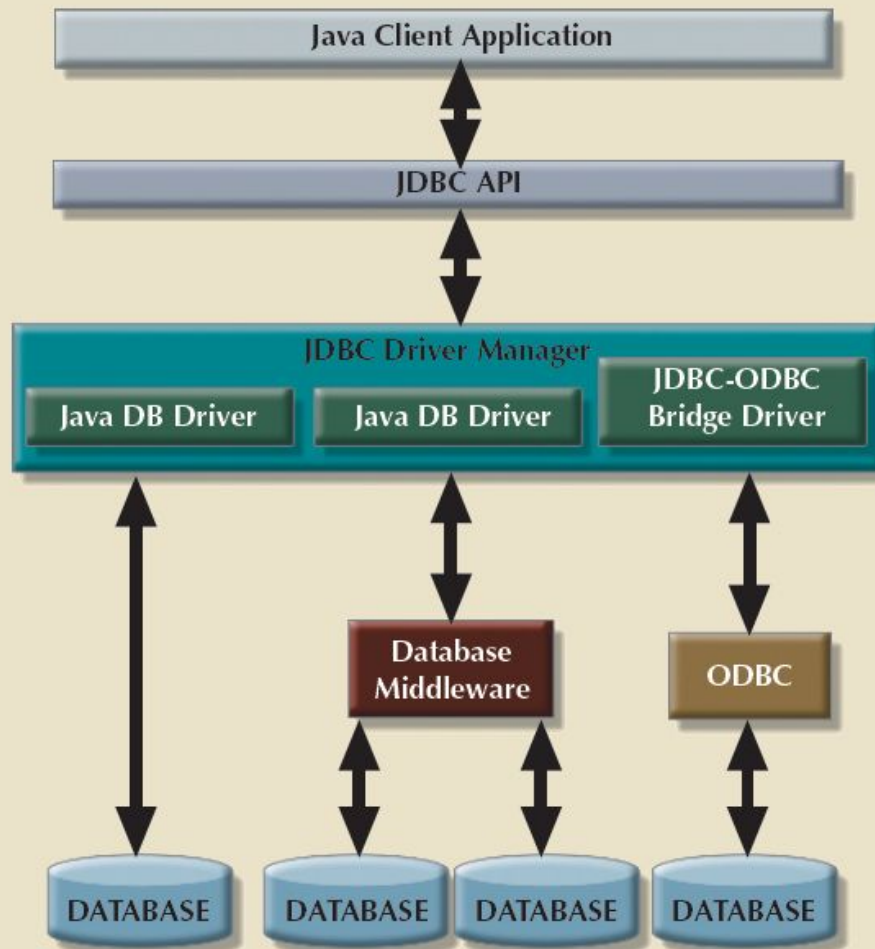 Java Client Application
JDBC API
JDBC Driver Manager
Java DB Driver
Java DB Driver
JDBC-ODBC
Bridge Driver
Database
Middleware
ODBC
DATABASE
DATABASE
DATABASE
DATABASE